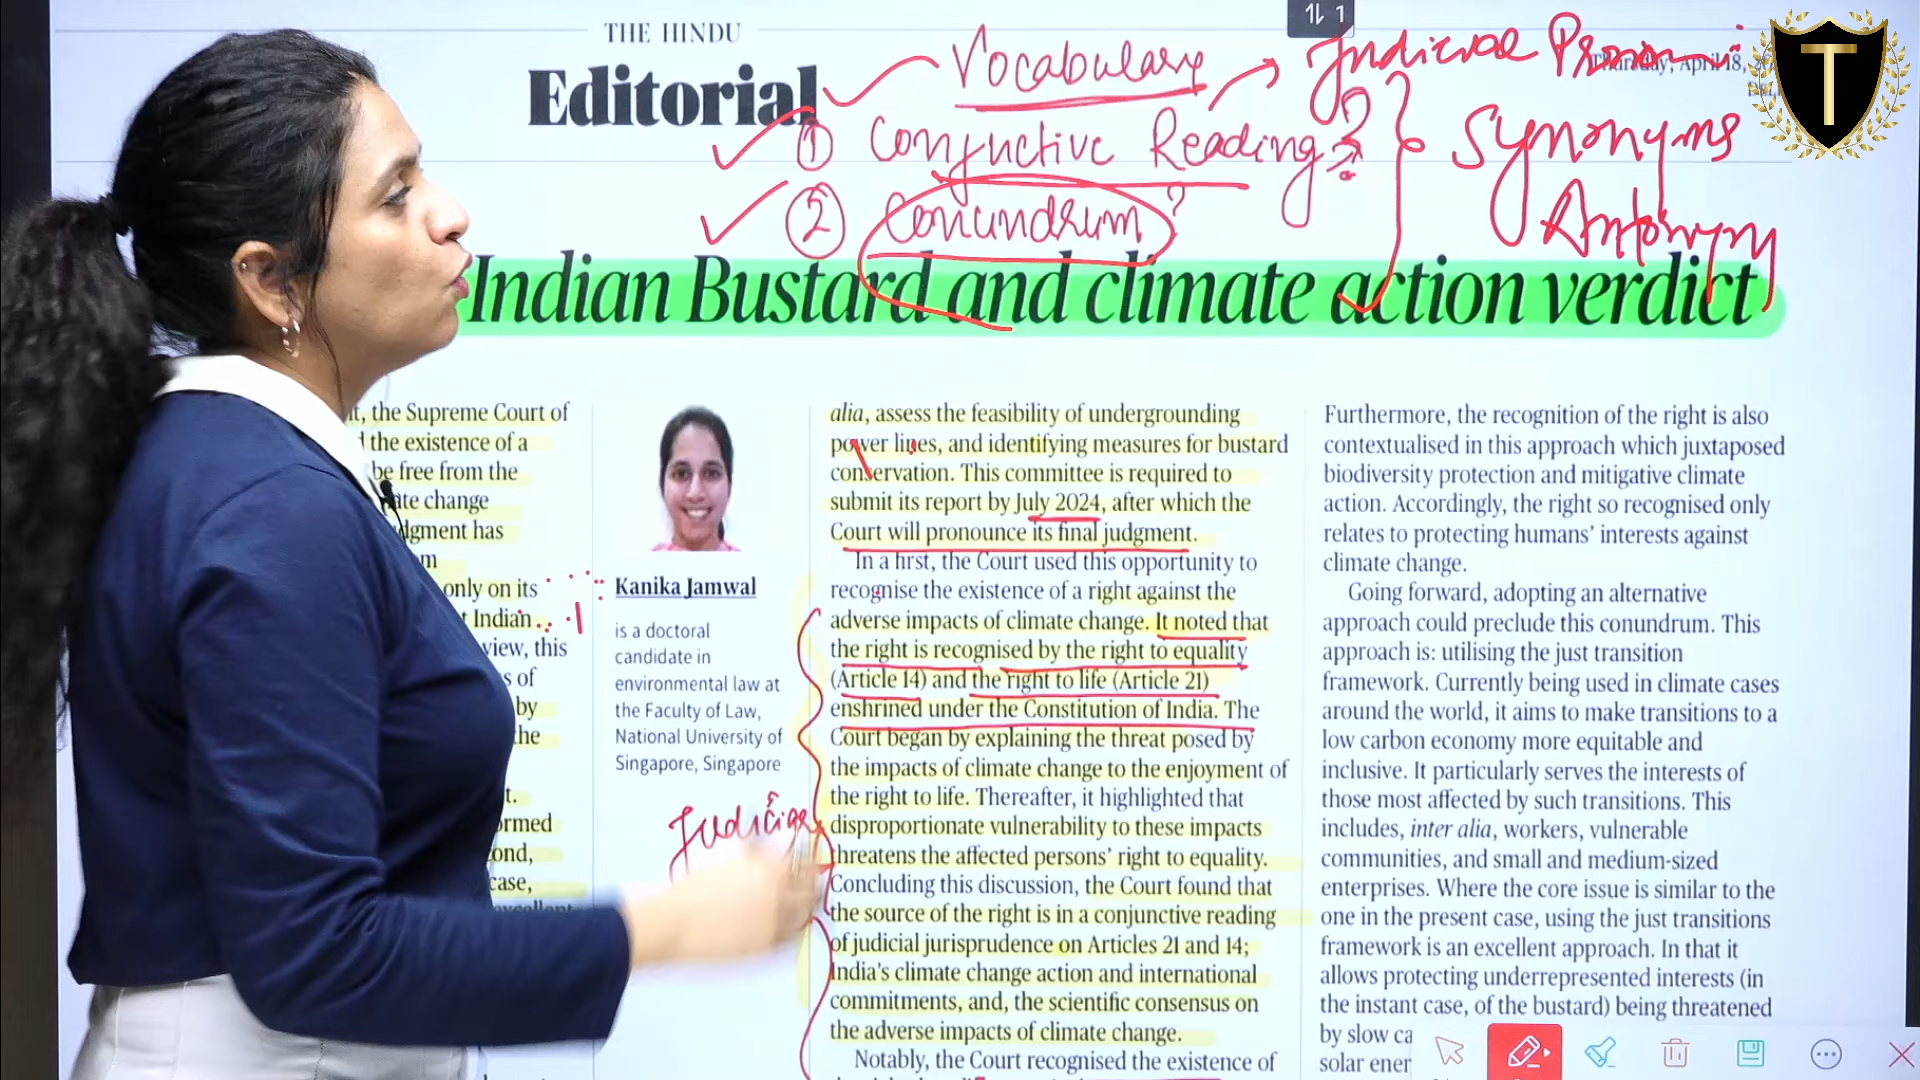 THE HINDU
Editorial
11
Vocabulary
Judicial
Thursday, April 18,
① Conjuctive Reading ?
Synonyms
② Conundrum ?
Antonym
T
Indian Bustard and climate action verdict
the Supreme Court of
the existence of a
be free from the
change
has
only on its
Indian
view, this
of
by
the
case,
Kanika Jamwal
is a doctoral
candidate in
environmental law at
the Faculty of Law,
National University of
Singapore, Singapore
alia, assess the feasibility of undergrounding
power lines, and identifying measures for bustard
conservation. This committee is required to
submit its report by July 2024, after which the
Court will pronounce its final judgment.
In a first, the Court used this opportunity to
recognise the existence of a right against the
adverse impacts of climate change. It noted that
the right is recognised by the right to equality
(Article 14) and the right to life (Article 21)
enshrined under the Constitution of India. The
Court began by explaining the threat posed by
the impacts of climate change to the enjoyment of
the right to life. Thereafter, it highlighted that
disproportionate vulnerability to these impacts
threatens the affected persons’ right to equality.
Concluding this discussion, the Court found that
the source of the right is in a conjunctive reading
of judicial jurisprudence on Articles 21 and 14;
India’s climate change action and international
commitments, and, the scientific consensus on
the adverse impacts of climate change.
Notably, the Court recognised the existence of
Furthermore, the recognition of the right is also
contextualised in this approach which juxtaposed
biodiversity protection and mitigative climate
action. Accordingly, the right so recognised only
relates to protecting humans’ interests against
climate change.
Going forward, adopting an alternative
approach could preclude this conundrum. This
approach is: utilising the just transition
framework. Currently being used in climate cases
around the world, it aims to make transitions to a
low carbon economy more equitable and
inclusive. It particularly serves the interests of
those most affected by such transitions. This
includes, inter alia, workers, vulnerable
communities, and small and medium-sized
enterprises. Where the core issue is similar to the
one in the present case, using the just transitions
framework is an excellent approach. In that it
allows protecting underrepresented interests (in
the instant case, of the bustard) being threatened
by slow
solar